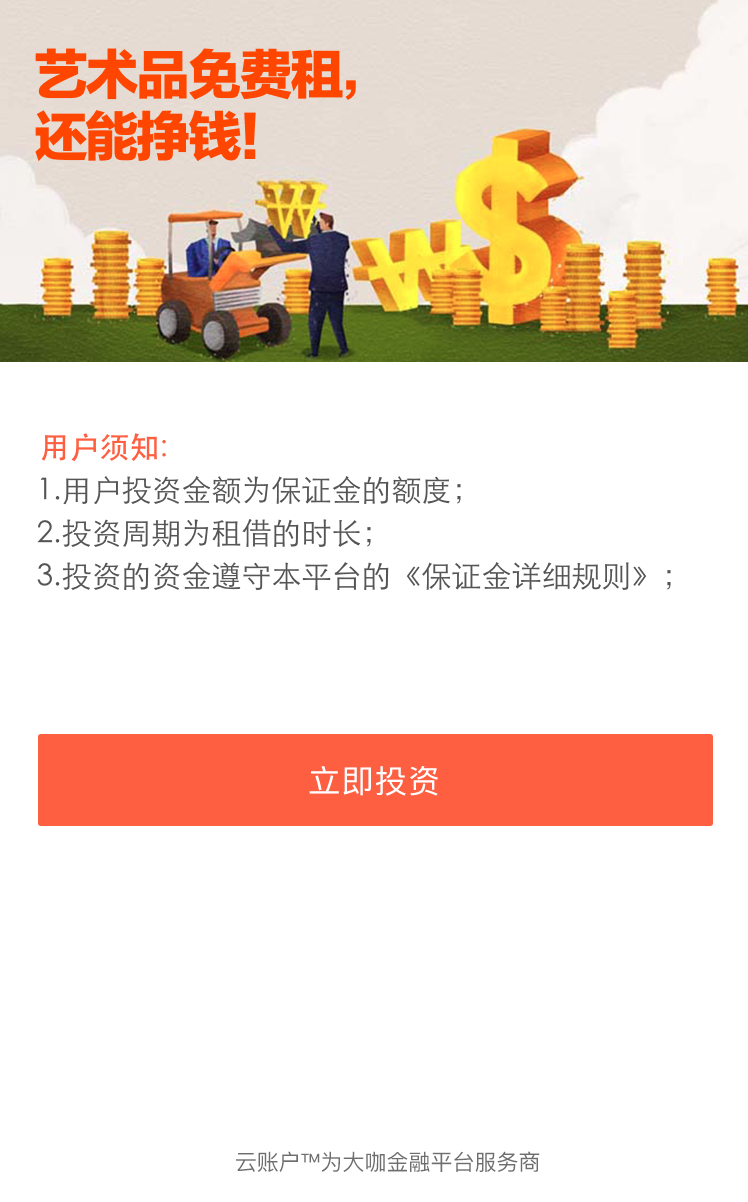 艺术品免费租，
还能挣钱！
用户须知:
1.用户投资金额为保证金的额度；
2.投资周期为租借的时长；
3.投资的资金遵守本平台的《保证金详细规则》；
立即投资
云账户™为大咖金融平台服务商